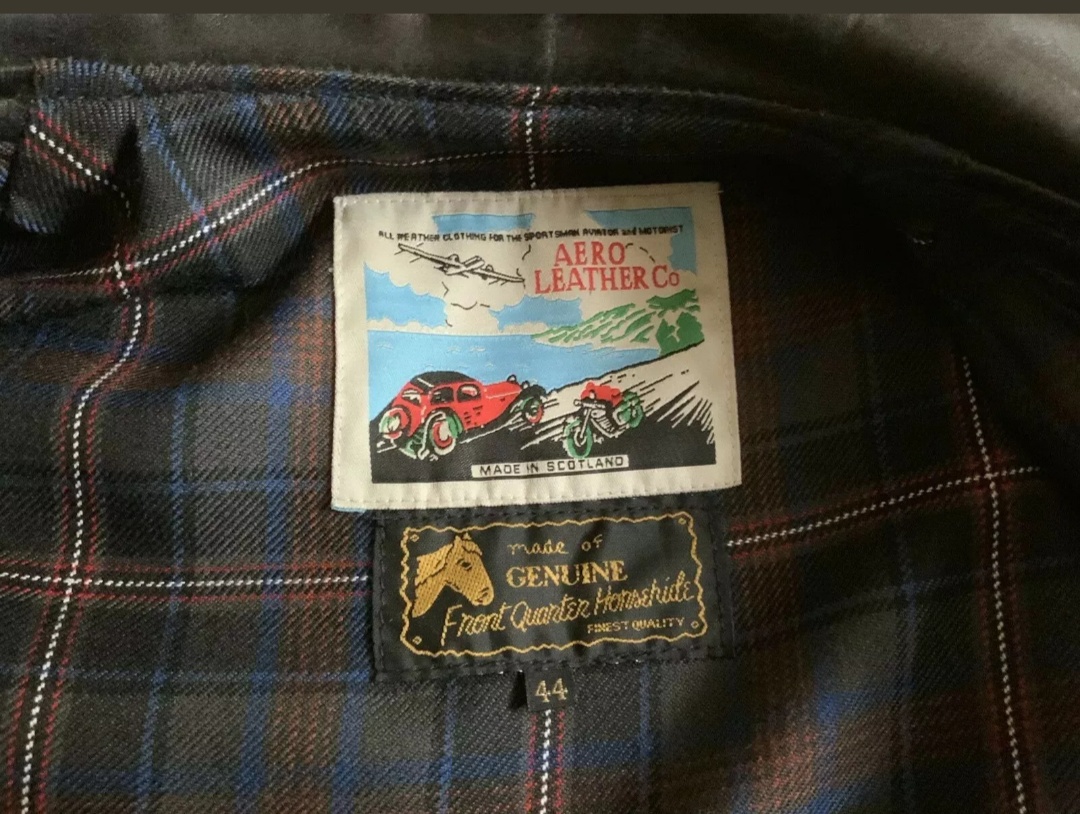 ALL WEATHER CLOTHING FOR THE SPORTSMAN AVIATOR and MOTORIST
AERO
LEATHER Co
MADE IN SCOTLAND
made of
GENUINE
Front Quarter Horsehide
FINEST QUALITY
44